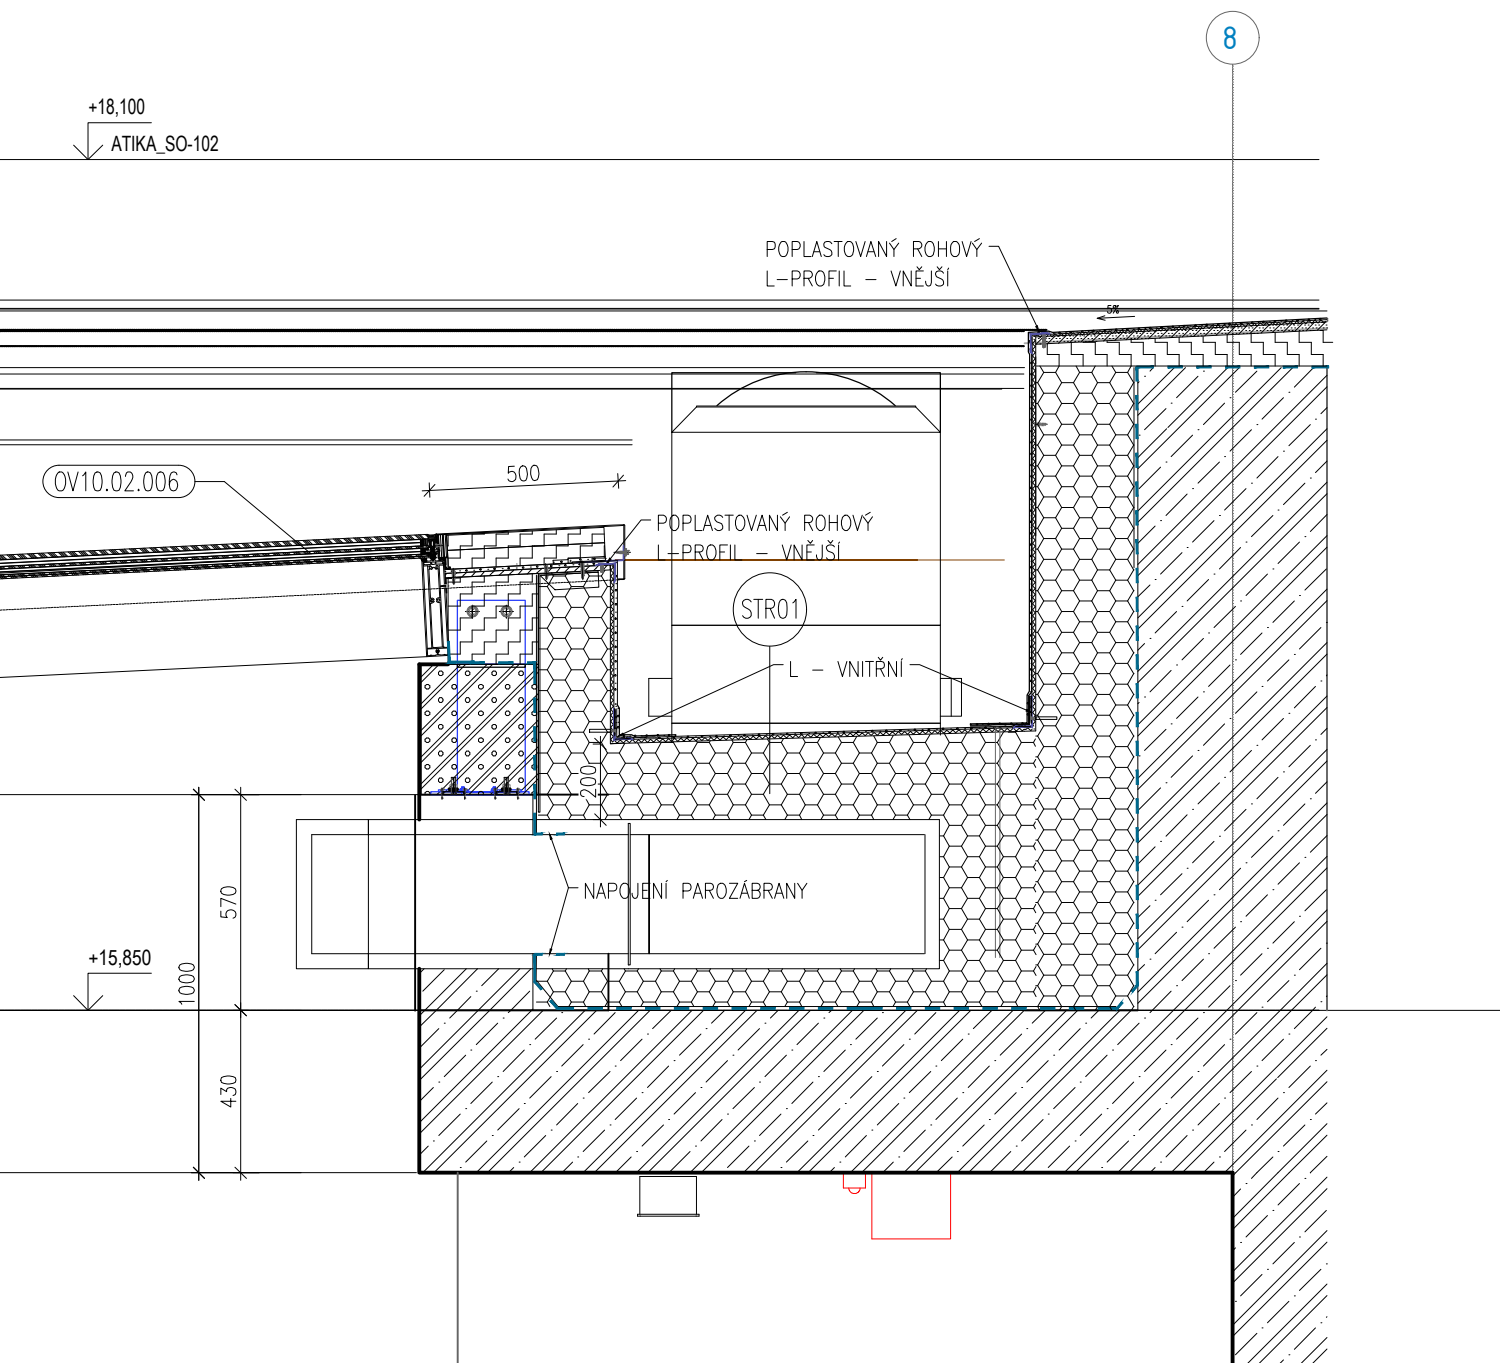 8
+18,100
ATIKA_SO-102
POPLASTOVANÝ ROHOVÝ
L-PROFIL - VNĚJŠÍ
5%
OV10.02.006
500
POPLASTOVANÝ ROHOVÝ
L-PROFIL - VNĚJŠÍ
STR01
L - VNITŘNÍ
200
NAPOJENÍ PAROZÁBRANY
570
+15,850
1000
430